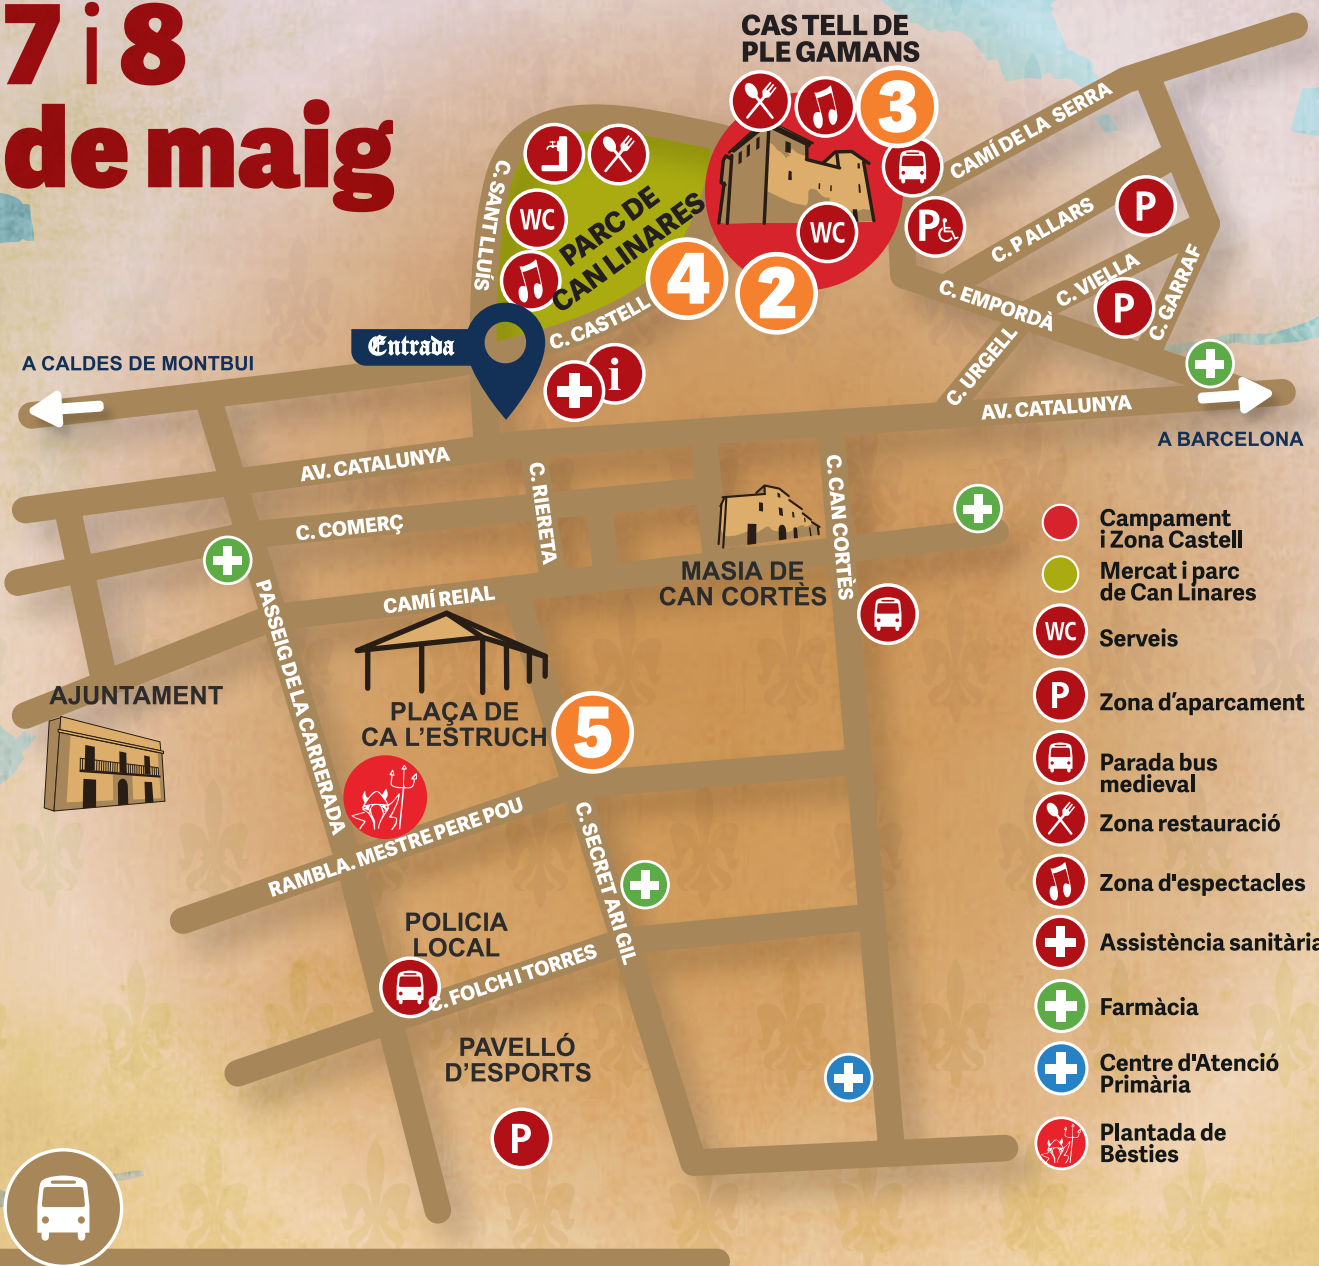 7 i 8
de maig
CASTELL DE
PLEGAMANS
3
CAMÍ DE LA SERRA
C. SANT LLUÍS
WC
PARC DE
CAN LINARES
WC
P
C. PALLARS
P
4
2
C. VIELLA
C. EMPORDÀ
P
C. GARRAF
C. CASTELL
Entrada
i
C. URGELL
A CALDES DE MONTBUI
AV. CATALUNYA
A BARCELONA
AV. CATALUNYA
C. RIERETA
C. CAN CORTÈS
C. COMERÇ
MASIA DE
CAN CORTÈS
CAMÍ REIAL
PASSEIG DE LA CARRERADA
AJUNTAMENT
PLAÇA DE
CA L'ESTRUCH
5
RAMBLA. MESTRE PERE POU
C. SECRETARI GIL
POLICIA
LOCAL
C. FOLCH I TORRES
PAVELLÓ
D'ESPORTS
P
Campament
i Zona Castell
Mercat i parc
de Can Linares
WC Serveis
P Zona d'aparcament
Parada bus
medieval
Zona restauració
Zona d'espectacles
Assistència sanitària
Farmàcia
Centre d'Atenció
Primària
Plantada de
Bèsties